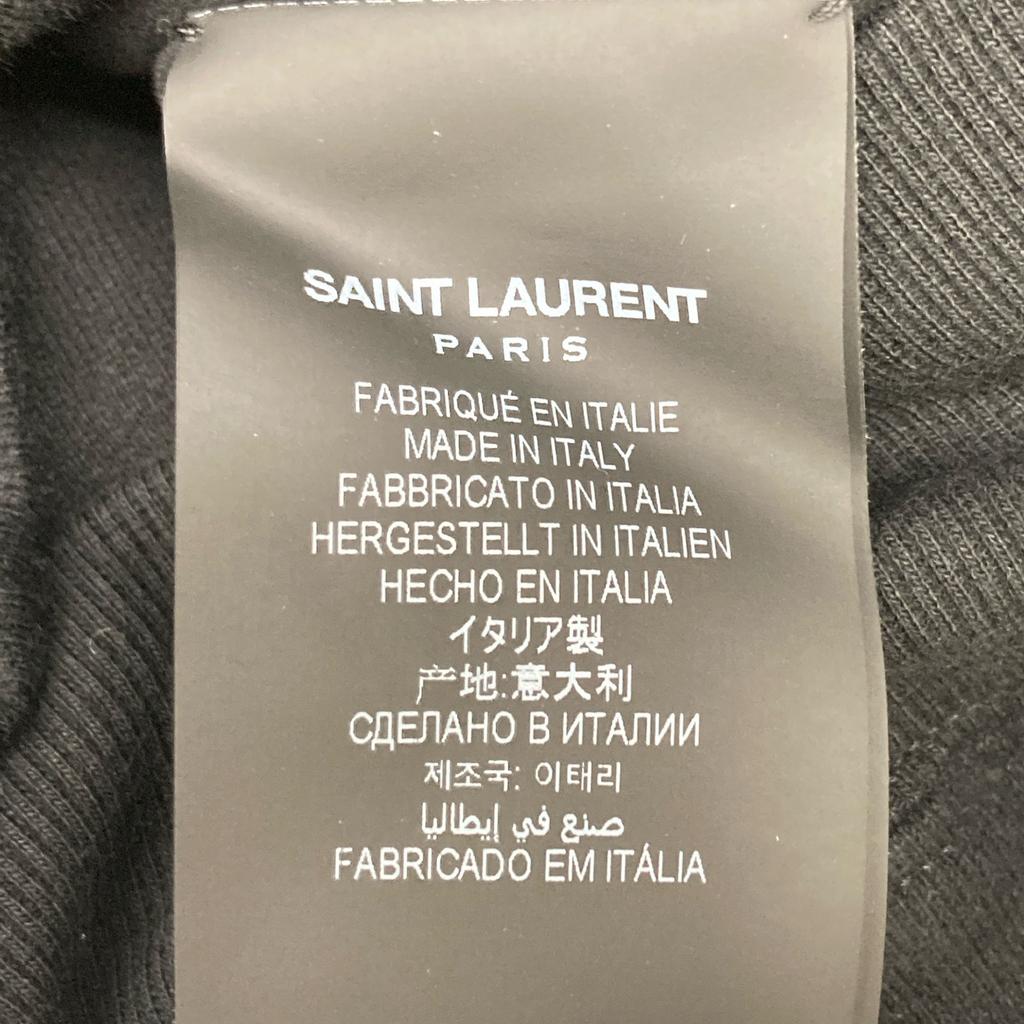 SAINT LAURENT
PARIS
FABRIQUÉ EN ITALIE
MADE IN ITALY
FABBRICATO IN ITALIA
HERGESTELLT IN ITALIEN
HECHO EN ITALIA
イタリア製
产地:意大利
СДЕЛАНО В ИТАЛИИ
제조국: 이태리
صنع في إيطاليا
FABRICADO EM ITÁLIA